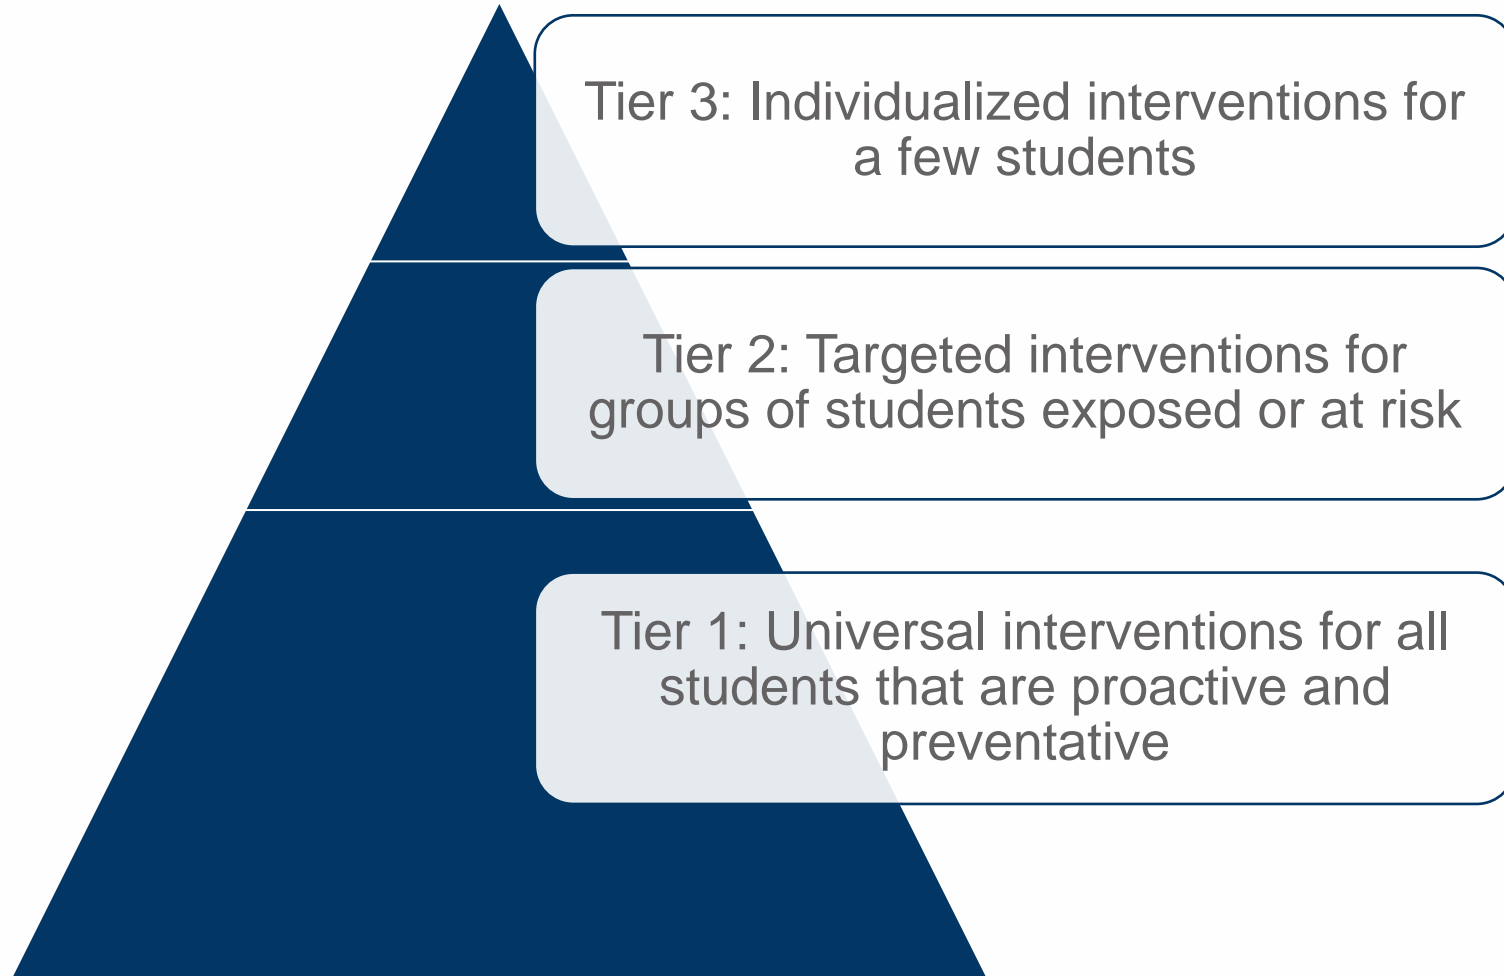 Tier 3: Individualized interventions for
a few students
Tier 2: Targeted interventions for
groups of students exposed or at risk
Tier 1: Universal interventions for all
students that are proactive and
preventative